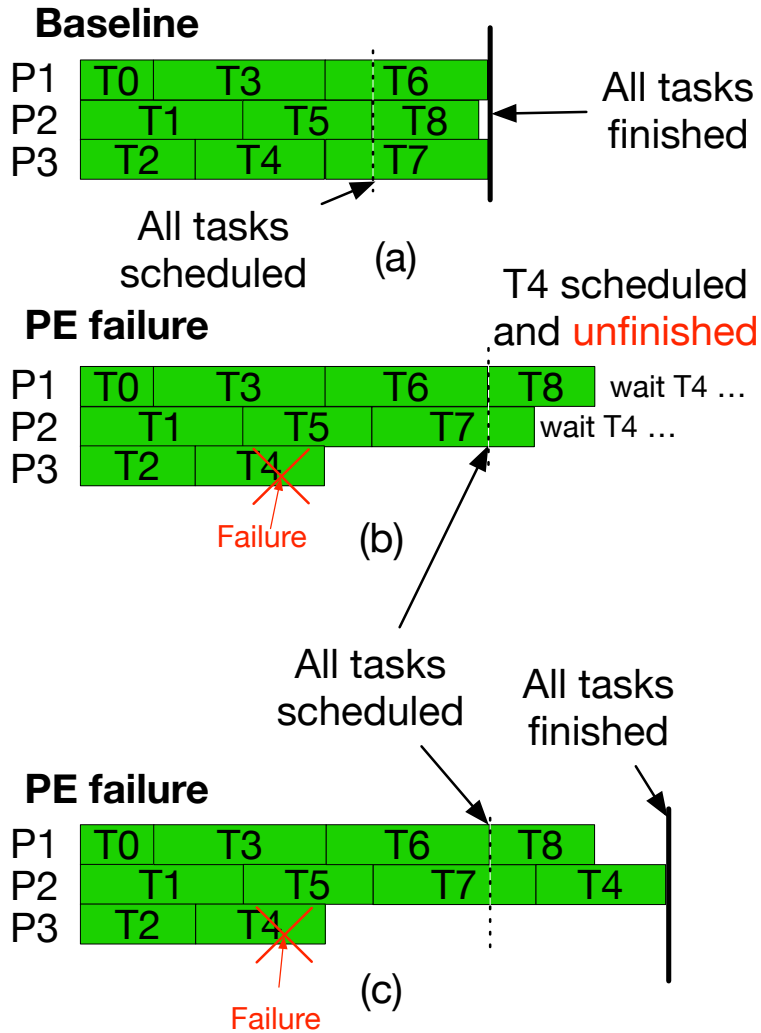 Baseline
P1 T0 T3 T6
P2 T1 T5 T8
P3 T2 T4 T7
All tasks
finished
All tasks
scheduled
(a)
T4 scheduled
and unfinished
PE failure
P1 T0 T3 T6 T8 wait T4 ...
P2 T1 T5 T7 wait T4 ...
P3 T2 T4
Failure
(b)
All tasks
scheduled
All tasks
finished
PE failure
P1 T0 T3 T6 T8
P2 T1 T5 T7 T4
P3 T2 T4
Failure
(c)